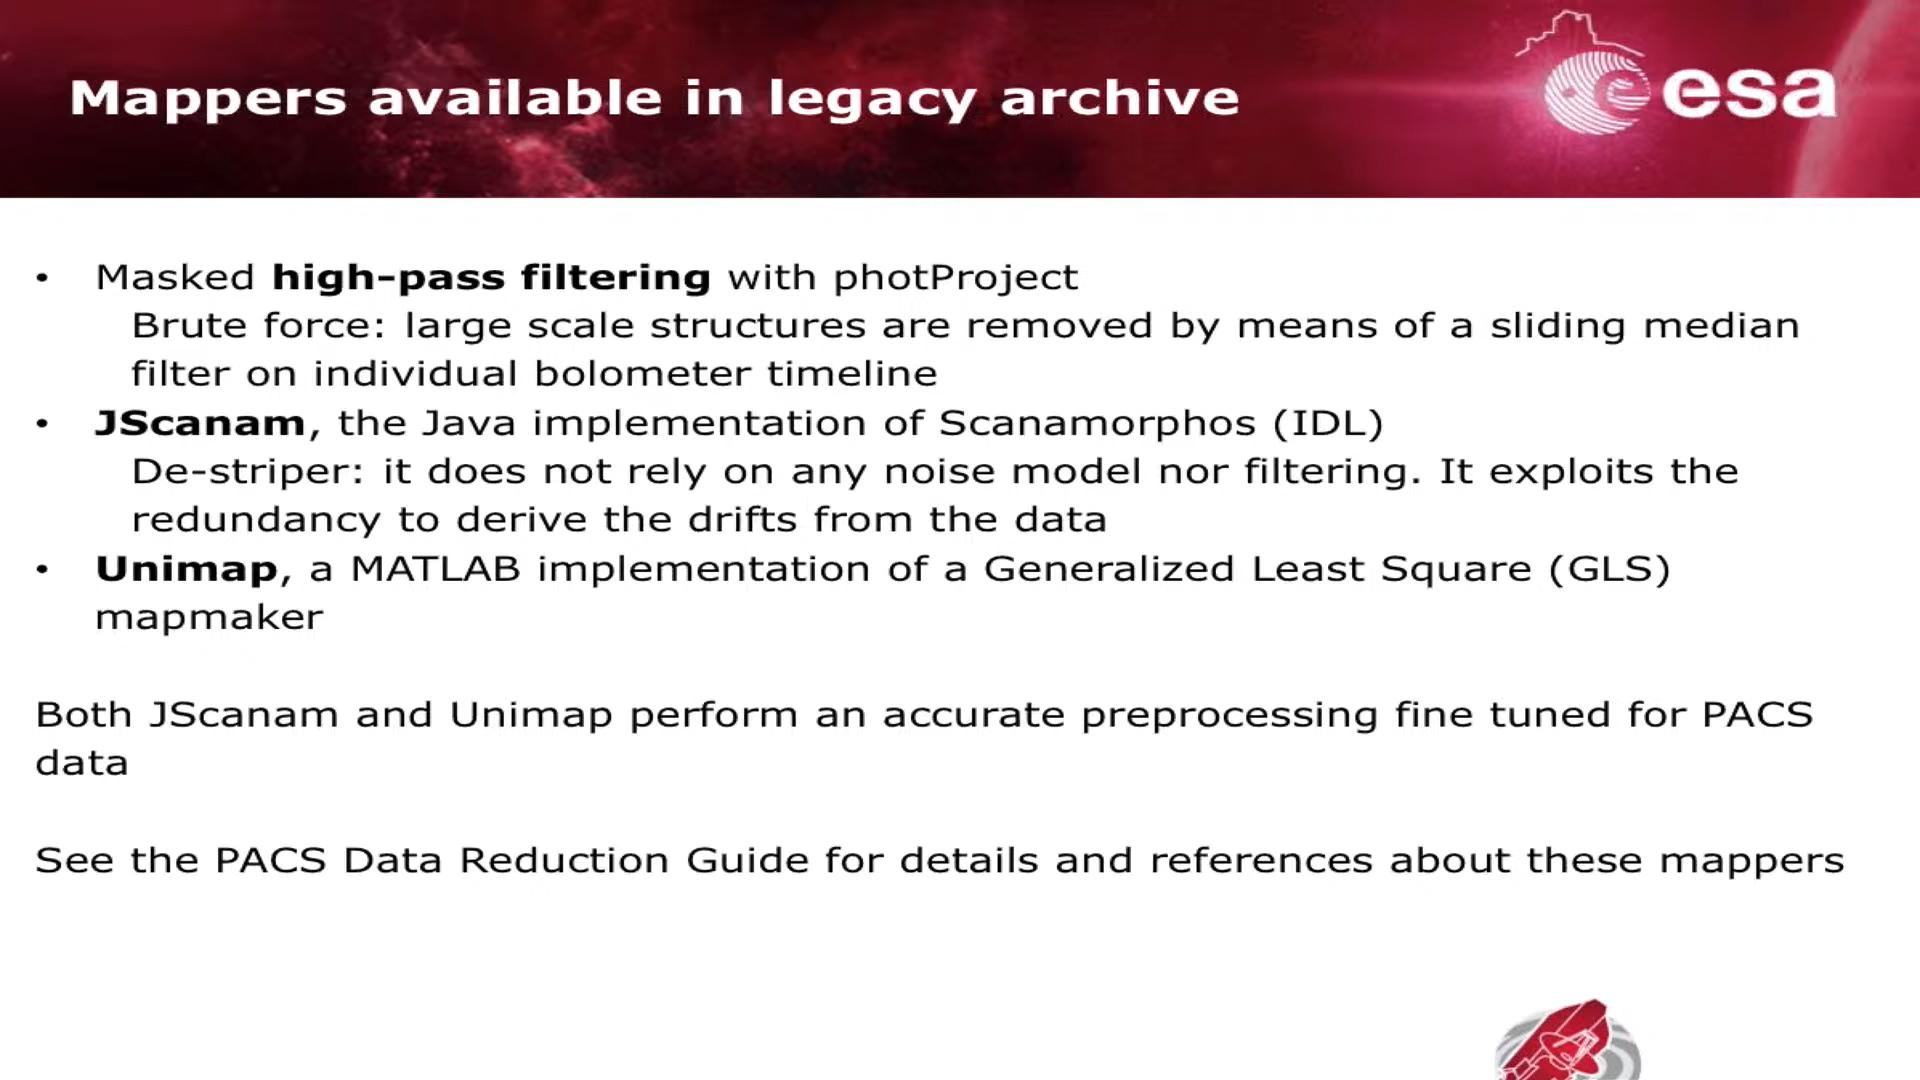 Mappers available in legacy archive
esa
• Masked high-pass filtering with photProject
Brute force: large scale structures are removed by means of a sliding median
filter on individual bolometer timeline
• JScanam, the Java implementation of Scanamorphos (IDL)
De-striper: it does not rely on any noise model nor filtering. It exploits the
redundancy to derive the drifts from the data
• Unimap, a MATLAB implementation of a Generalized Least Square (GLS)
mapmaker
Both JScanam and Unimap perform an accurate preprocessing fine tuned for PACS
data
See the PACS Data Reduction Guide for details and references about these mappers